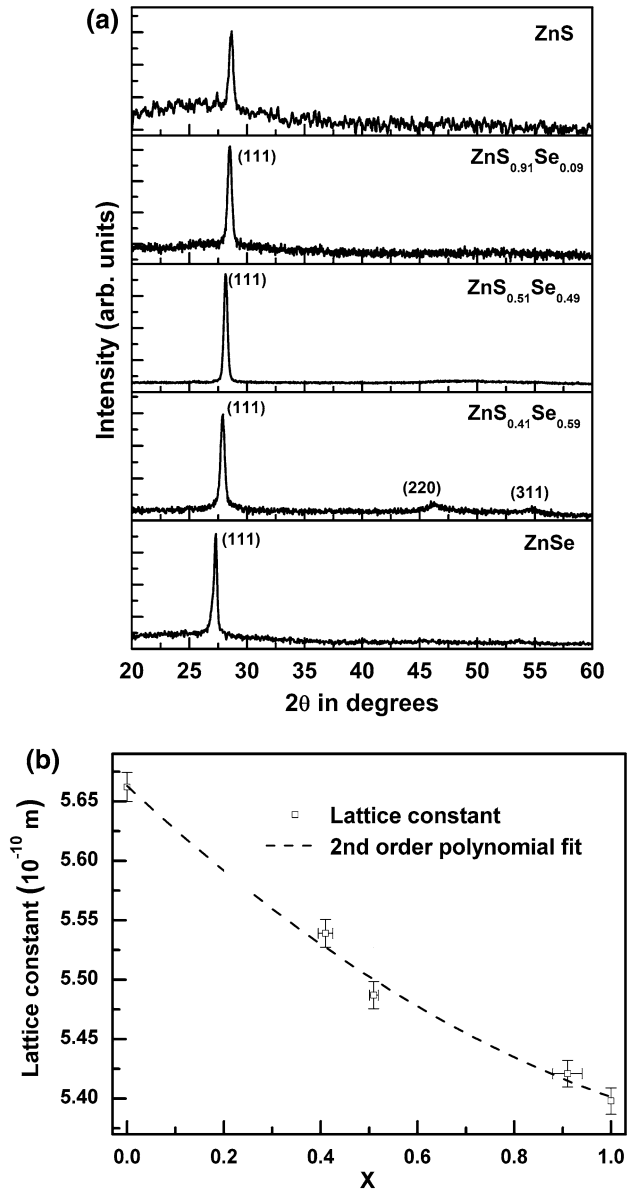 (a)
ZnS
(111)
ZnS0.91Se0.09
(111)
ZnS0.51Se0.49
(111)
ZnS0.41Se0.59
(220)
(311)
(111)
ZnSe
Intensity (arb. units)
20 25 30 35 40 45 50 55 60
2θ in degrees
(b)
5.65
Lattice constant
2nd order polynomial fit
5.60
5.55
5.50
5.45
5.40
Lattice constant (10-10 m)
0.0 0.2 0.4 0.6 0.8 1.0
X